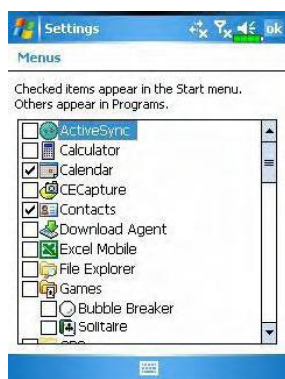 Settings
ok
Menus
Checked items appear in the Start menu.
Others appear in Programs.
ActiveSync
Calculator
Calendar
CECapture
Contacts
Download Agent
Excel Mobile
File Explorer
Games
Bubble Breaker
Solitaire